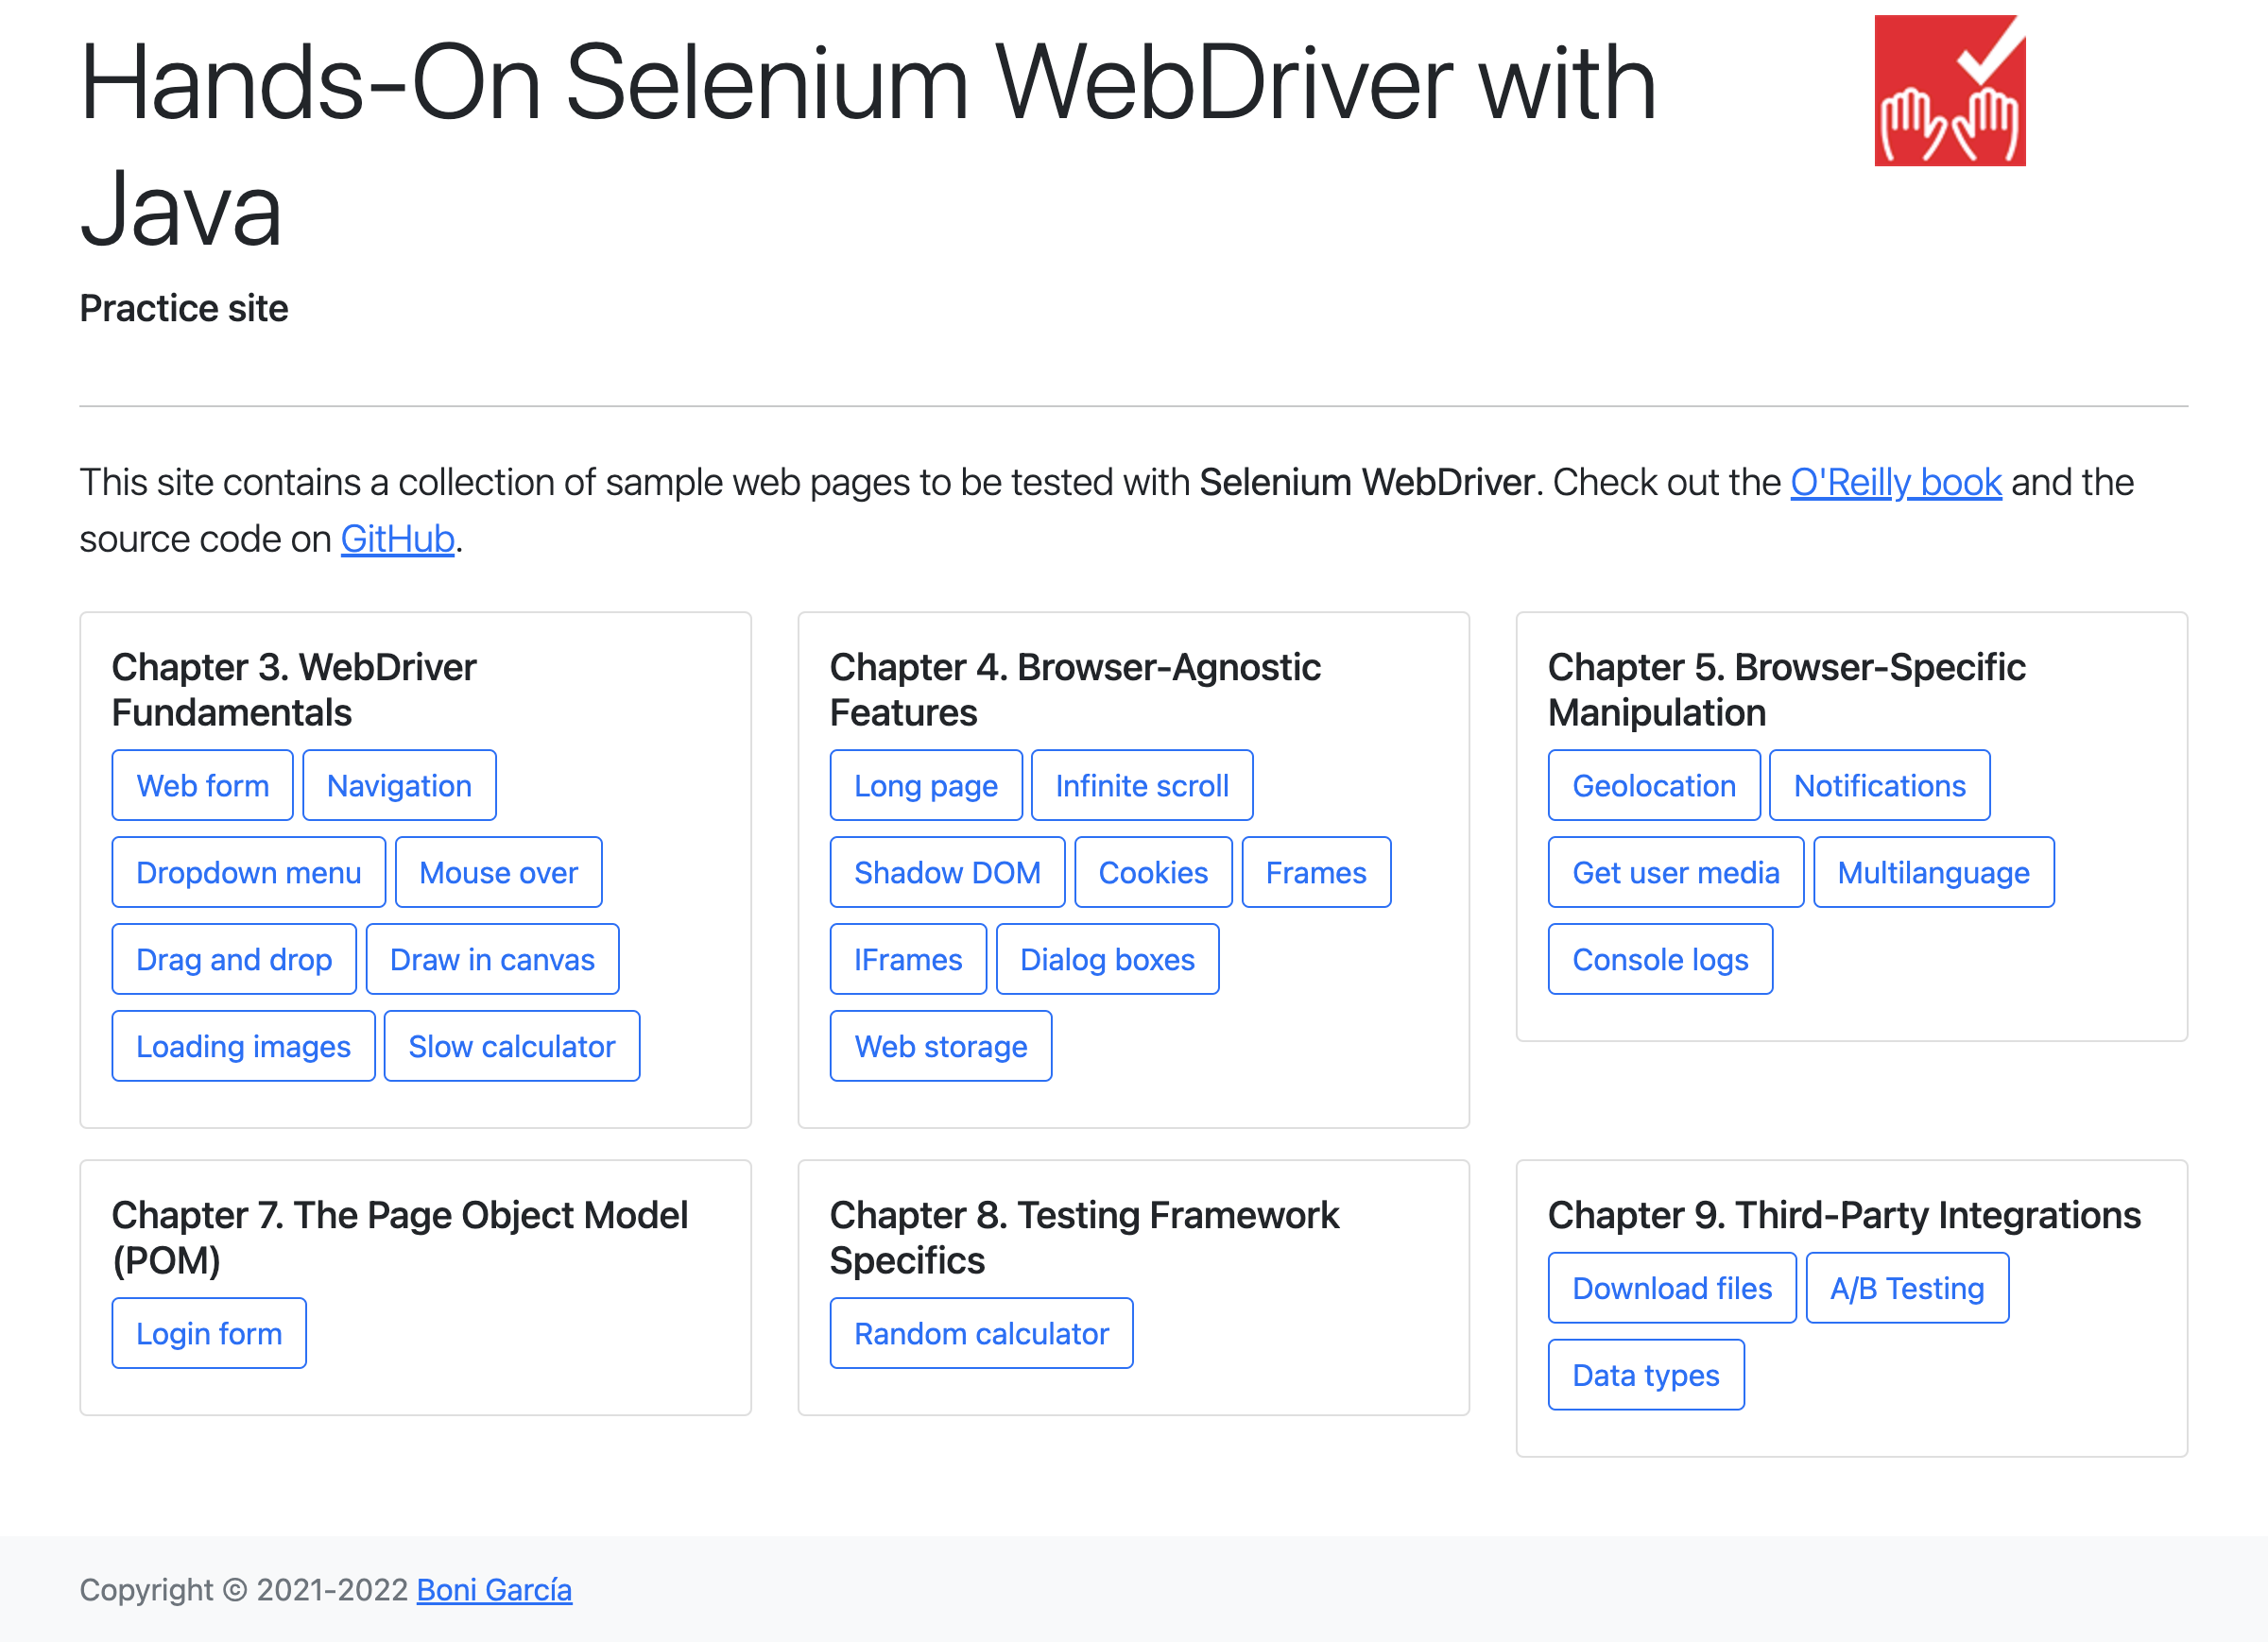 Hands-On Selenium WebDriver with
Java
Practice site
This site contains a collection of sample web pages to be tested with Selenium WebDriver. Check out the O'Reilly book and the
source code on GitHub.
Chapter 3. WebDriver
Fundamentals
Web form Navigation
Dropdown menu Mouse over
Drag and drop Draw in canvas
Loading images Slow calculator
Chapter 4. Browser-Agnostic
Features
Long page Infinite scroll
Shadow DOM Cookies Frames
IFrames Dialog boxes
Web storage
Chapter 5. Browser-Specific
Manipulation
Geolocation Notifications
Get user media Multilanguage
Console logs
Chapter 7. The Page Object Model
(POM)
Login form
Chapter 8. Testing Framework
Specifics
Random calculator
Chapter 9. Third-Party Integrations
Download files A/B Testing
Data types
Copyright © 2021-2022 Boni García